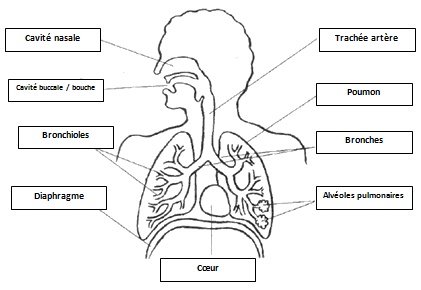 Cavité nasale
Trachée artère
Cavité buccale / bouche
Poumon
Bronchioles
Bronches
Diaphragme
Alvéoles pulmonaires
Cœur